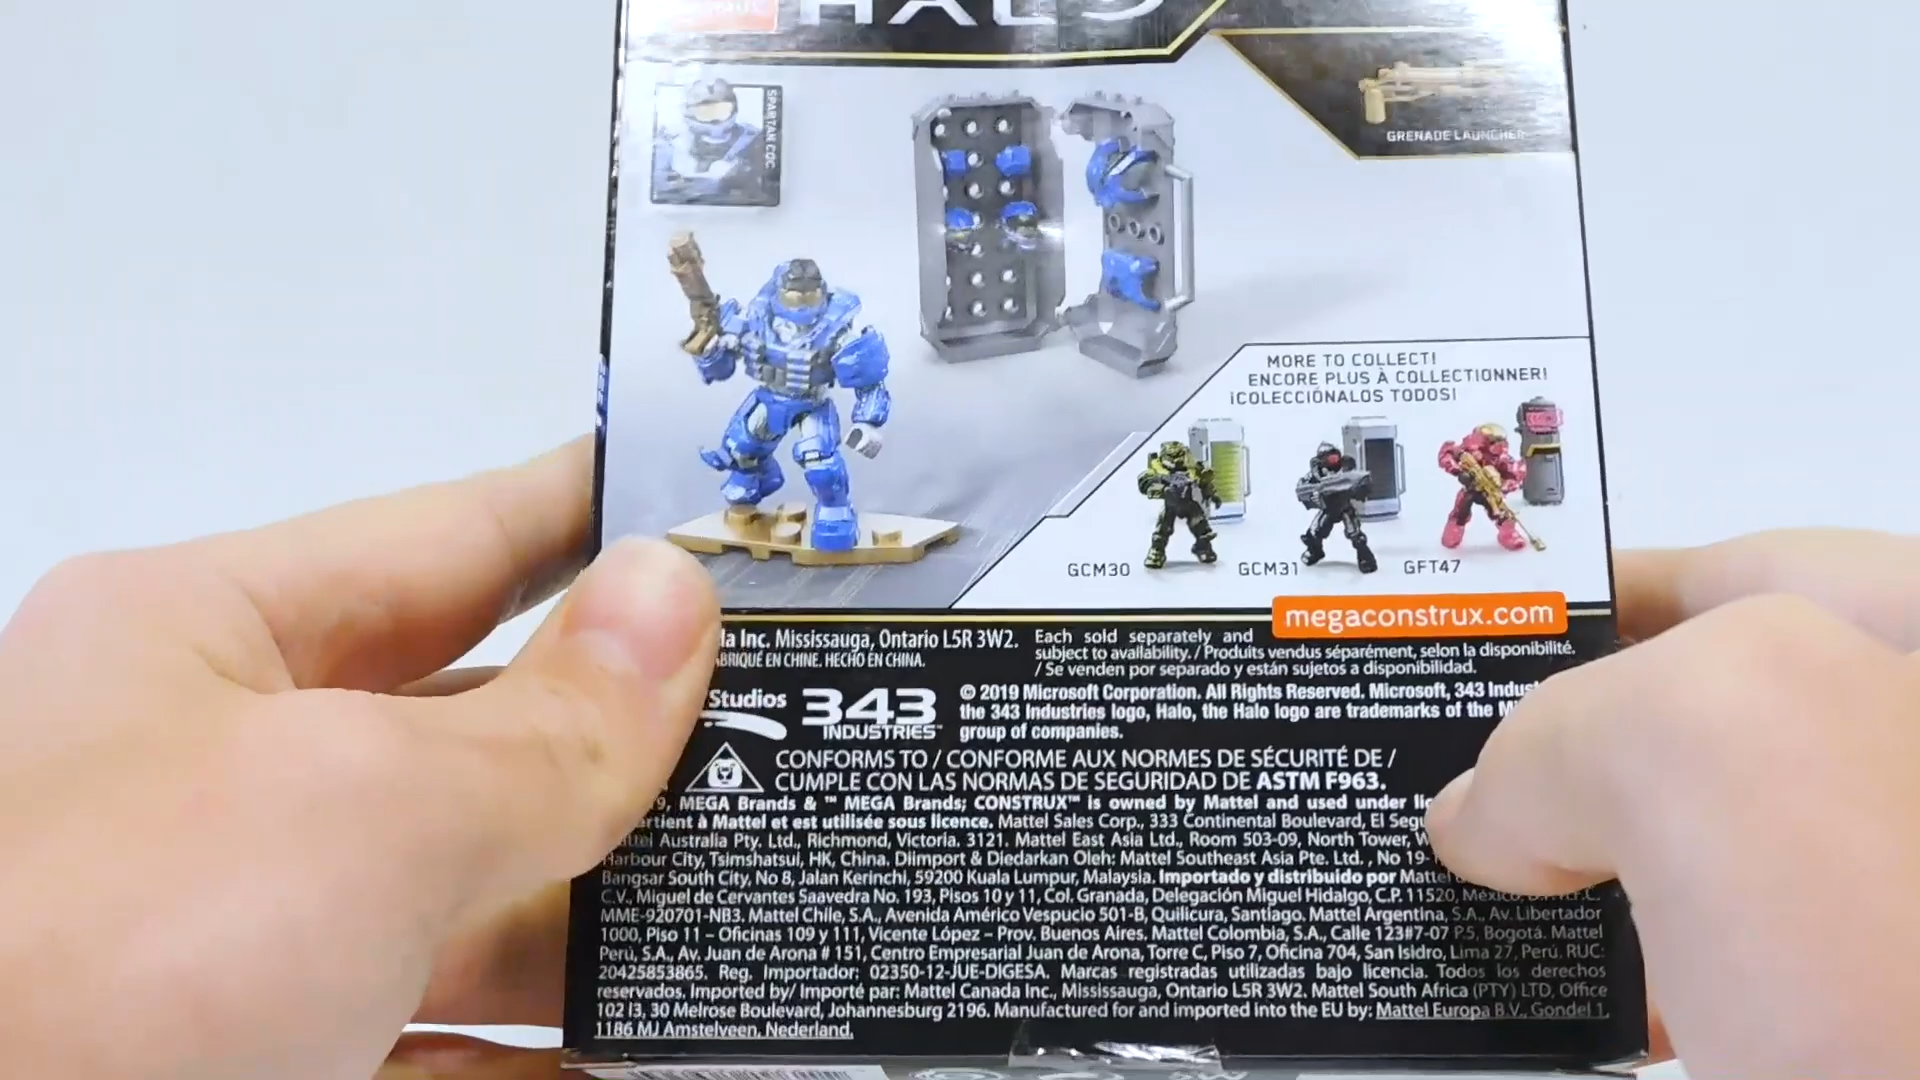 HALO
SPARTAN CQC
GRENADE LAUNCHER
MORE TO COLLECT!
ENCORE PLUS À COLLECTIONNER!
¡COLECCIÓNALOS TODOS!
GCM30
GCM31
GFT47
megaconstrux.com
Inc. Mississauga, Ontario L5R 3W2.
EN CHINE. HECHO EN CHINA.
Each sold separately and
subject to availability. / Produits vendus séparément, selon la disponibilité.
/ Se venden por separado y están sujetos a disponibilidad.
Studios
343
INDUSTRIES™
© 2019 Microsoft Corporation. All Rights Reserved. Microsoft, 343
the 343 Industries logo, Halo, the Halo logo are trademarks of the
group of companies.
CONFORMS TO / CONFORME AUX NORMES DE SÉCURITÉ DE /
CUMPLE CON LAS NORMAS DE SEGURIDAD DE ASTM F963.
MEGA Brands & ™ MEGA Brands; CONSTRUX™ is owned by Mattel and used under
à Mattel et est utilisée sous licence. Mattel Sales Corp., 333 Continental Boulevard, El
Australia Pty. Ltd., Richmond, Victoria. 3121. Mattel East Asia Ltd., Room 503-09, North Tower,
Harbour City, Tsimshatsui, HK, China. Diimport & Diedarkan Oleh: Mattel Southeast Asia Pte. Ltd. , No 19-
Bangsar South City, No 8, Jalan Kerinchi, 59200 Kuala Lumpur, Malaysia. Importado y distribuido por Mattel
C.V., Miguel de Cervantes Saavedra No. 193, Pisos 10 y 11, Col. Granada, Delegación Miguel Hidalgo, C.P. 11520, México,
MME-920701-NB3. Mattel Chile, S.A., Avenida Américo Vespucio 501-B, Quilicura, Santiago. Mattel Argentina, S.A., Av. Libertador
1000, Piso 11 – Oficinas 109 y 111, Vicente López – Prov. Buenos Aires. Mattel Colombia, S.A., Calle 123#7-07 P.5, Bogotá. Mattel
Perú, S.A., Av. Juan de Arona # 151, Centro Empresarial Juan de Arona, Torre C, Piso 7, Oficina 704, San Isidro, Lima 27, Perú. RUC:
20425853865. Reg. Importador: 02350-12-JUE-DIGESA. Marcas registradas utilizadas bajo licencia. Todos los derechos
reservados. Imported by/ Importé par: Mattel Canada Inc., Mississauga, Ontario L5R 3W2. Mattel South Africa (PTY) LTD, Office
102 I3, 30 Melrose Boulevard, Johannesburg 2196. Manufactured for and imported into the EU by: Mattel Europa B.V., Gondel 1,
1186 MJ Amstelveen, Nederland.